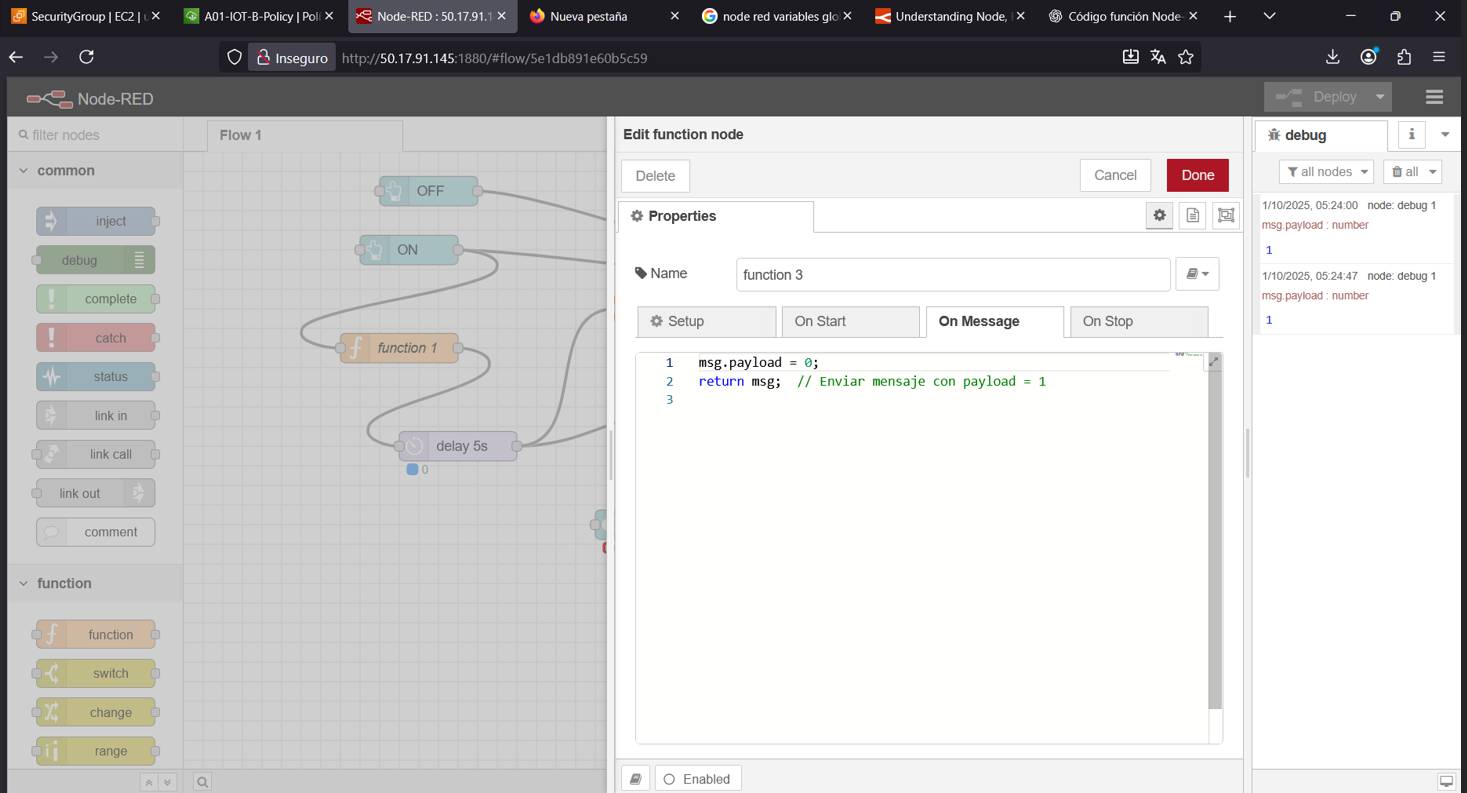 SecurityGroup | EC2 | u
A01-IOT-B-Policy | Poli
Node-RED : 50.17.91.1
Nueva pestaña
node red variables glo
Understanding Node,
Código función Node-
Inseguro
http://50.17.91.145:1880/#flow/5e1db891e60b5c59
Node-RED
Deploy
filter nodes
common
inject
debug
complete
catch
status
link in
link call
link out
comment
function
function
switch
change
range
Flow 1
OFF
ON
function 1
delay 5s
0
Edit function node
Delete
Cancel
Done
Properties
Name
function 3
Setup
On Start
On Message
On Stop
1 msg.payload = 0;
2 return msg;  // Enviar mensaje con payload = 1
3
Enabled
debug
i
all nodes
all
1/10/2025, 05:24:00 node: debug 1
msg.payload : number
1
1/10/2025, 05:24:47 node: debug 1
msg.payload : number
1